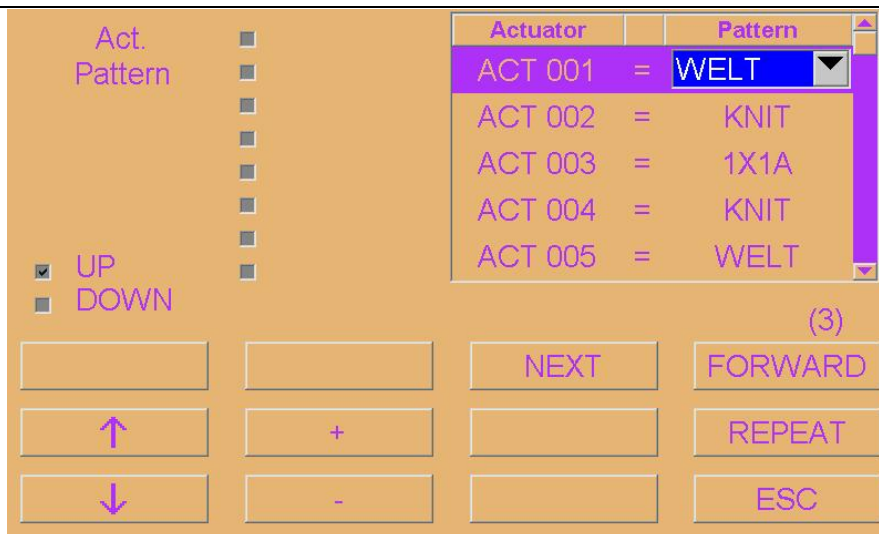 Act.
Pattern
UP
DOWN
Actuator Pattern
ACT 001 = WELT
ACT 002 = KNIT
ACT 003 = 1X1A
ACT 004 = KNIT
ACT 005 = WELT
(3)
NEXT FORWARD
↑ + REPEAT
↓ - ESC